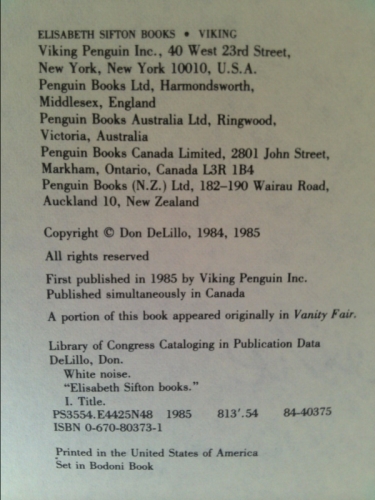 ELISABETH SIFTON BOOKS • VIKING
Viking Penguin Inc., 40 West 23rd Street,
New York, New York 10010, U.S.A.
Penguin Books Ltd, Harmondsworth,
Middlesex, England
Penguin Books Australia Ltd, Ringwood,
Victoria, Australia
Penguin Books Canada Limited, 2801 John Street,
Markham, Ontario, Canada L3R 1B4
Penguin Books (N.Z.) Ltd, 182–190 Wairau Road,
Auckland 10, New Zealand
Copyright © Don DeLillo, 1984, 1985
All rights reserved
First published in 1985 by Viking Penguin Inc.
Published simultaneously in Canada
A portion of this book appeared originally in Vanity Fair.
Library of Congress Cataloging in Publication Data
DeLillo, Don.
White noise.
"Elisabeth Sifton books."
I. Title.
PS3554.E4425N48 1985 813'.54 84-40375
ISBN 0-670-80373-1
Printed in the United States of America
Set in Bodoni Book